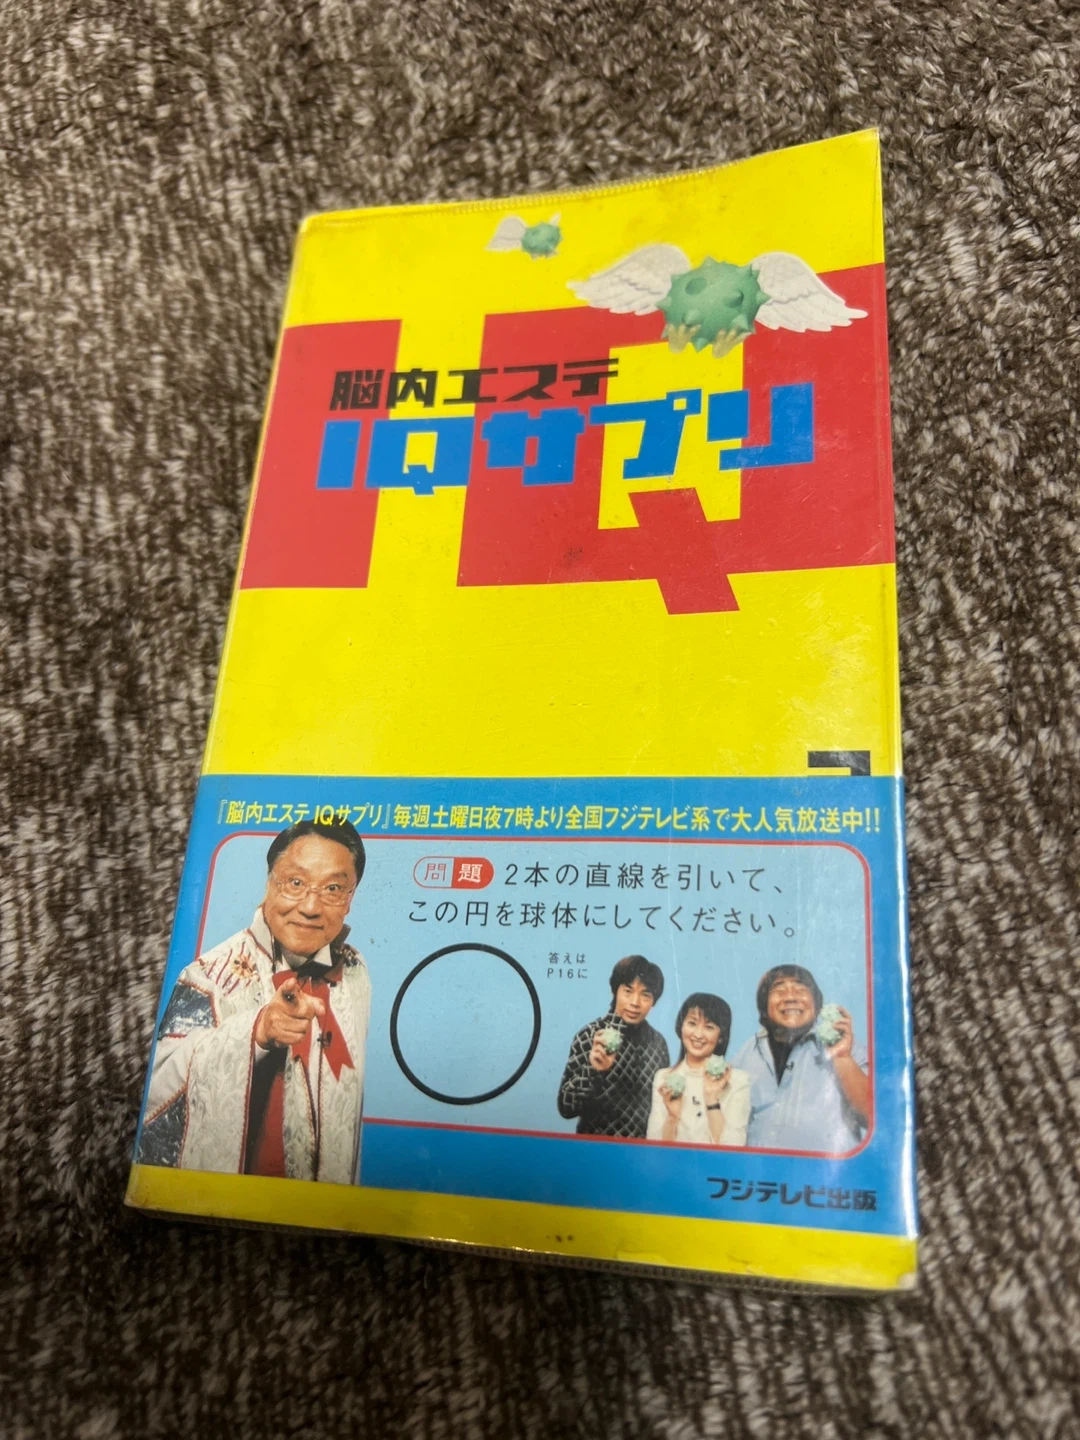 IQ
脳内エステ
IQサプリ
『脳内エステ IQサプリ』毎週土曜日夜7時より全国フジテレビ系で大人気放送中!!
問題 2本の直線を引いて、
この円を球体にしてください。
答えは
P16に
フジテレビ出版